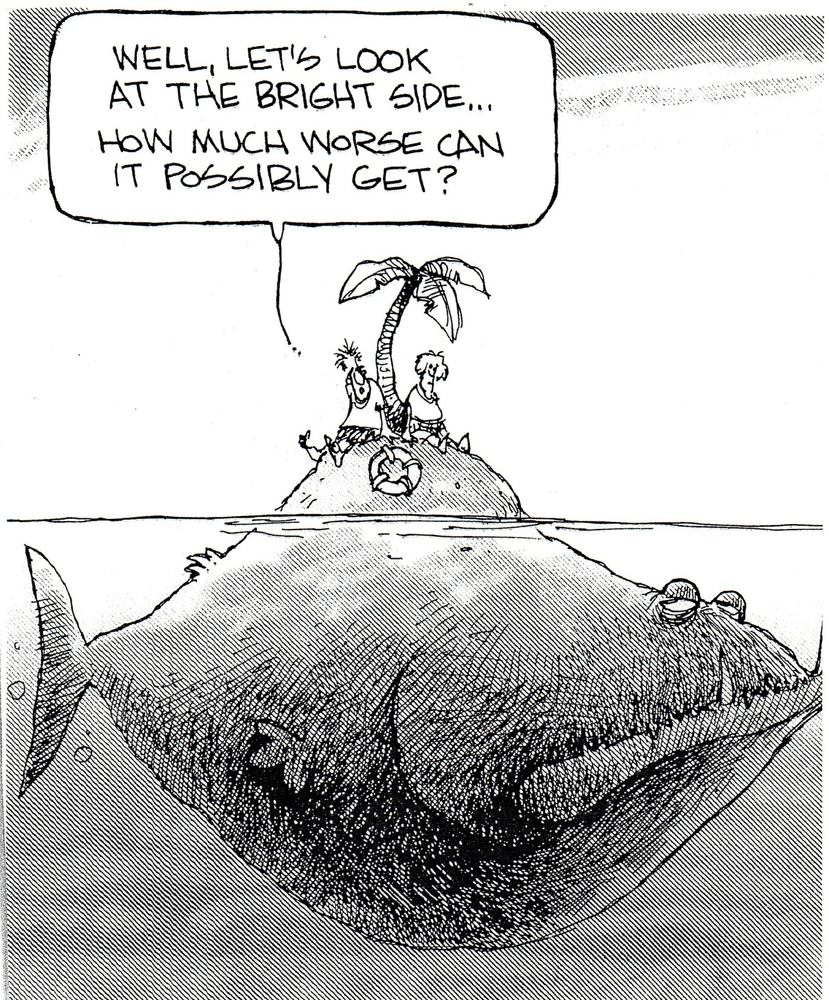 WELL, LET'S LOOK
AT THE BRIGHT SIDE...
HOW MUCH WORSE CAN
IT POSSIBLY GET?